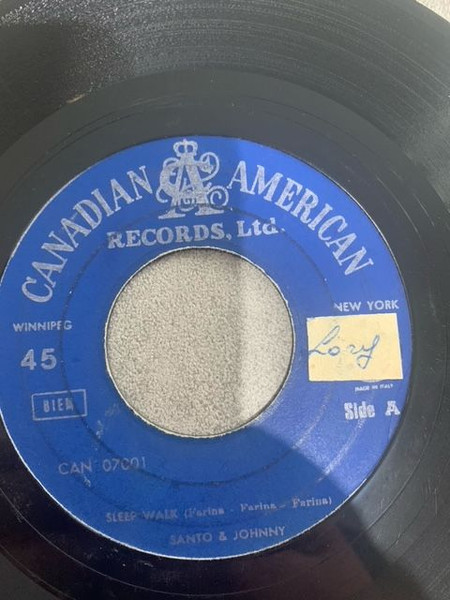 CANADIAN CA AMERICAN
RECORDS, Ltd.
WINNIPEG
NEW YORK
45
Lory
MADE IN ITALY
BIEM
Side A
CAN 07001
SLEEP WALK (Farina - Farina - Farina)
SANTO & JOHNNY